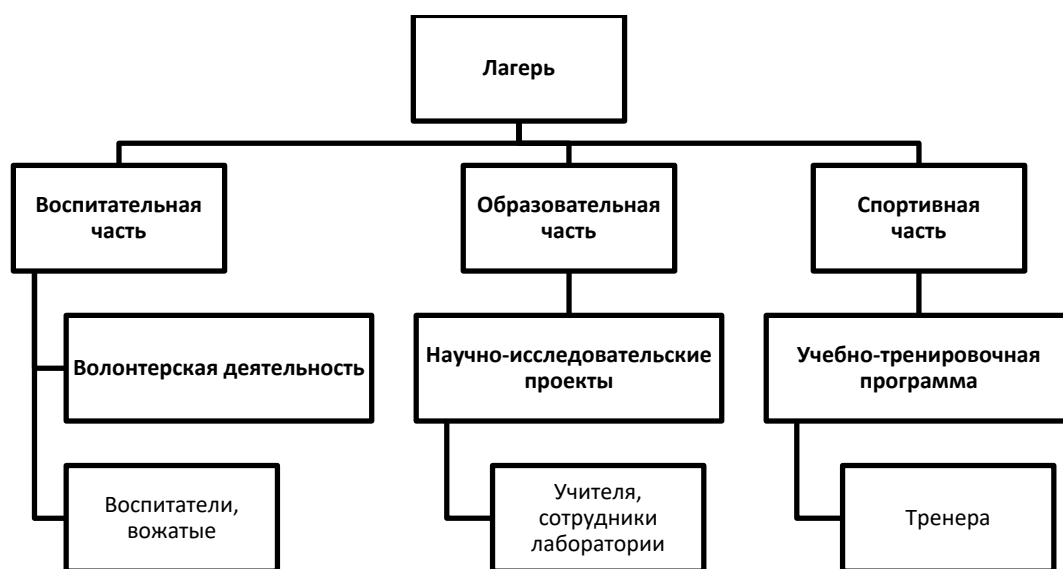 Лагерь
Воспитательная
часть
Образовательная
часть
Спортивная
часть
Волонтерская деятельность
Научно-исследовательские
проекты
Учебно-тренировочная
программа
Воспитатели,
вожатые
Учителя,
сотрудники
лаборатории
Тренера